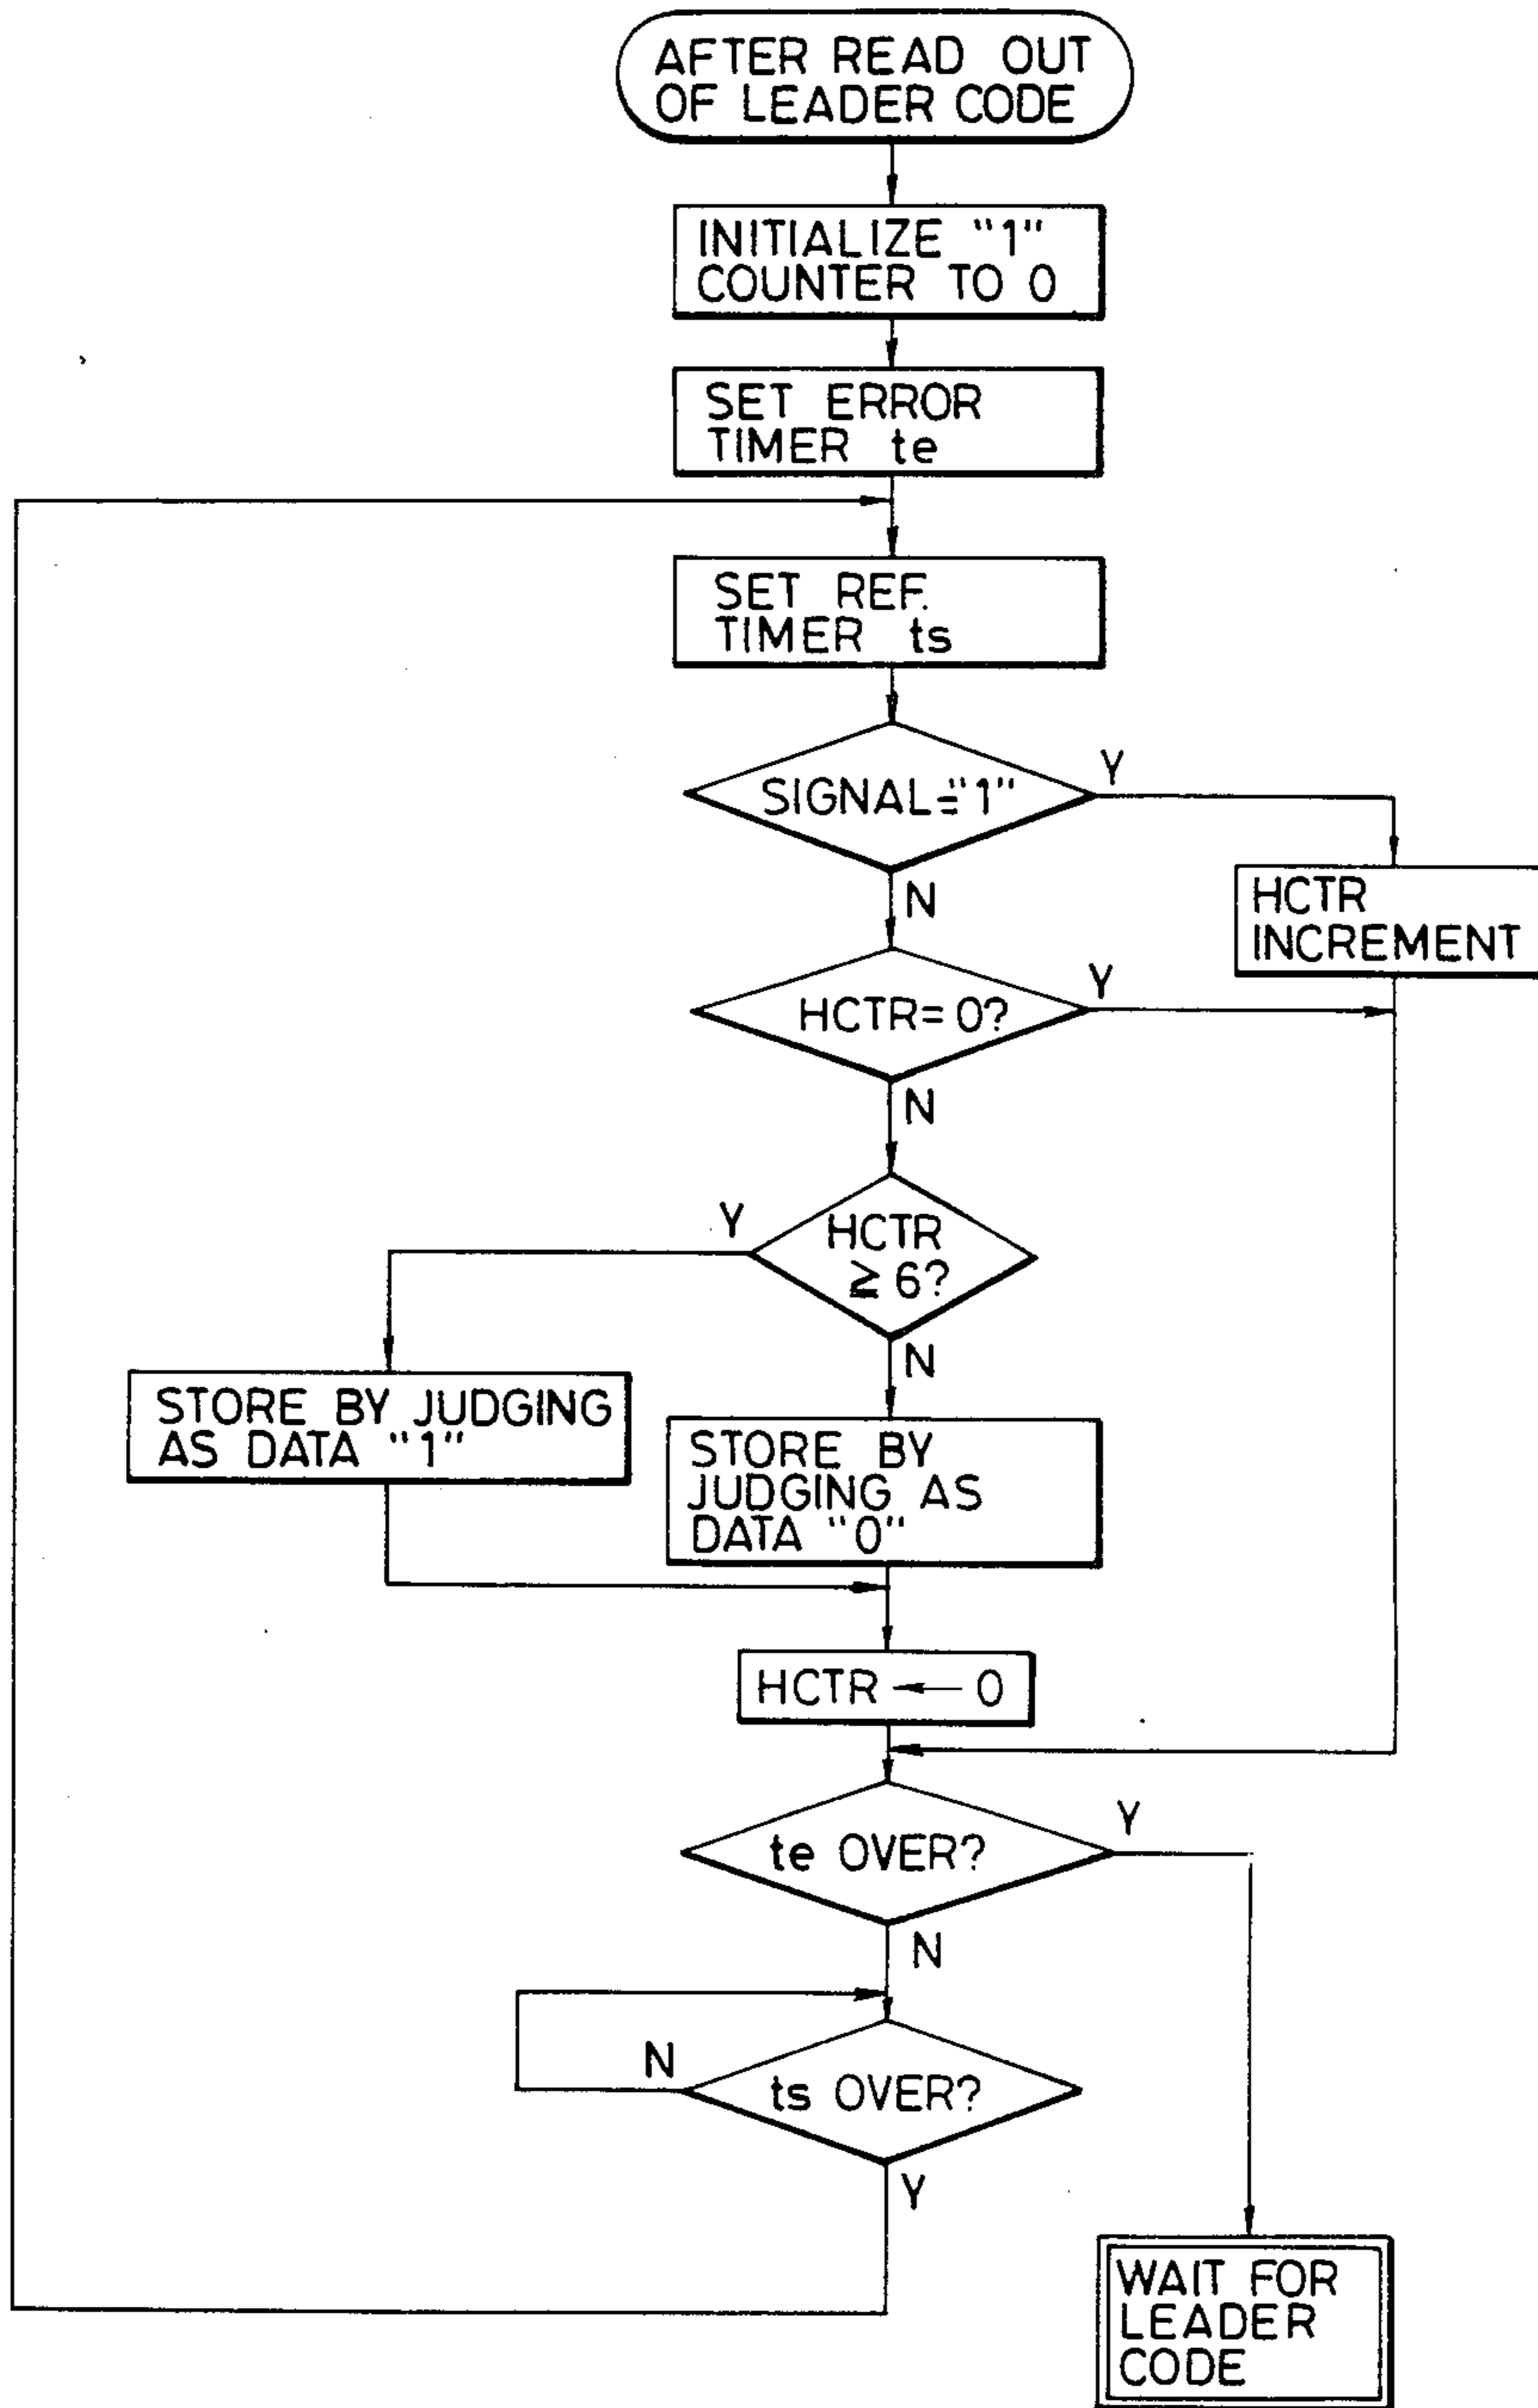 AFTER READ OUT
OF LEADER CODE
INITIALIZE "1"
COUNTER TO 0
SET ERROR
TIMER te
SET REF.
TIMER ts
SIGNAL="1"
Y
N
HCTR
INCREMENT
HCTR=0?
Y
N
HCTR
≧ 6?
Y
N
STORE BY JUDGING
AS DATA "1"
STORE BY
JUDGING AS
DATA "0"
HCTR ← 0
te OVER?
Y
N
ts OVER?
N
Y
WAIT FOR
LEADER
CODE